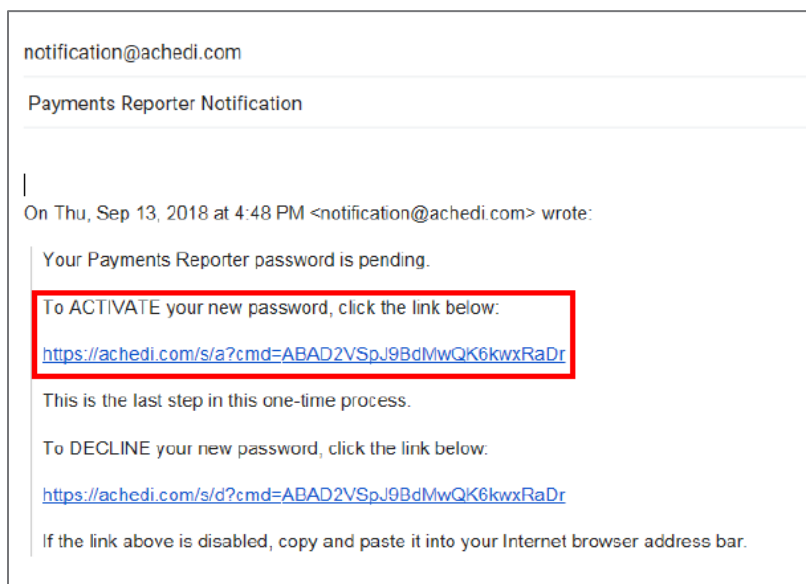 notification@achedi.com
Payments Reporter Notification
On Thu, Sep 13, 2018 at 4:48 PM <notification@achedi.com> wrote:
Your Payments Reporter password is pending.
To ACTIVATE your new password, click the link below:
https://achedi.com/s/a?cmd=ABAD2VSpJ9BdMwQK6kwxRaDr
This is the last step in this one-time process.
To DECLINE your new password, click the link below:
https://achedi.com/s/d?cmd=ABAD2VSpJ9BdMwQK6kwxRaDr
If the link above is disabled, copy and paste it into your Internet browser address bar.